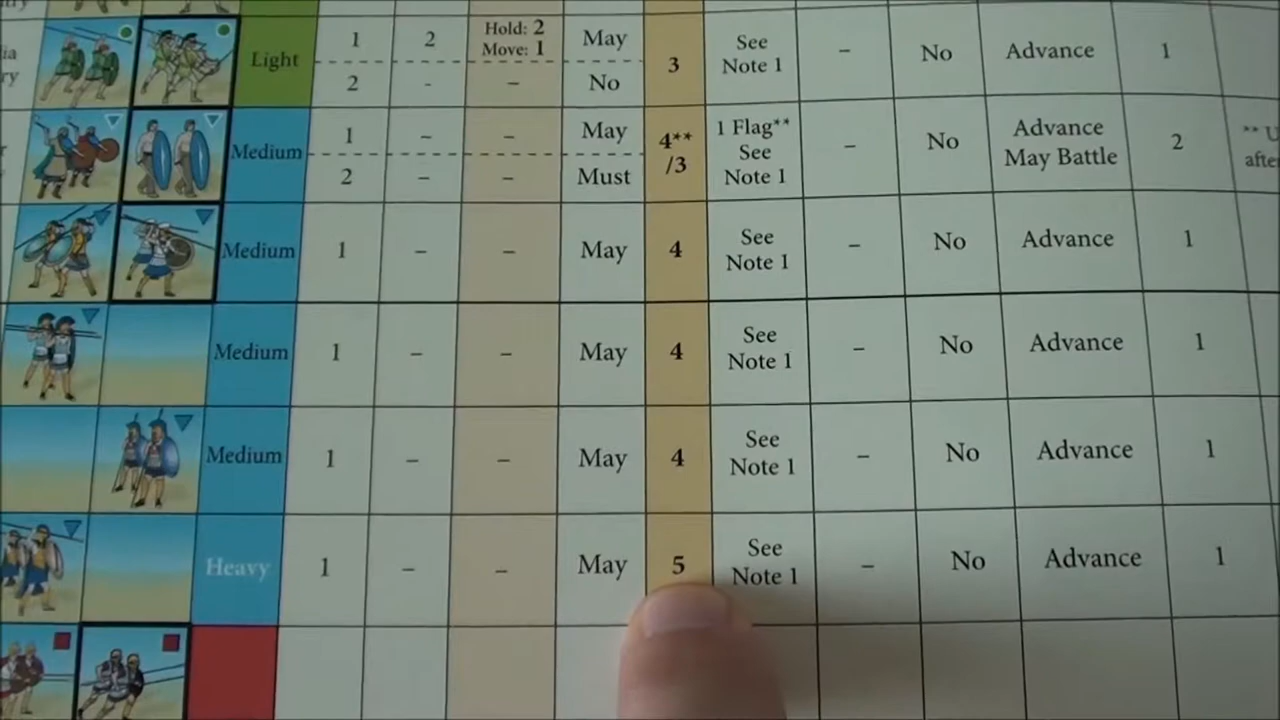 Light 1 2 Hold: 2 May 3 See – No Advance 1
Move: 1 Note 1
2 - – No
Medium 1 – – May 4** 1 Flag** – No Advance 2 **
/3 See May Battle
2 – – Must Note 1
Medium 1 – – May 4 See – No Advance 1
Note 1
Medium 1 – – May 4 See – No Advance 1
Note 1
Medium 1 – – May 4 See – No Advance 1
Note 1
Heavy 1 – – May 5 See – No Advance 1
Note 1